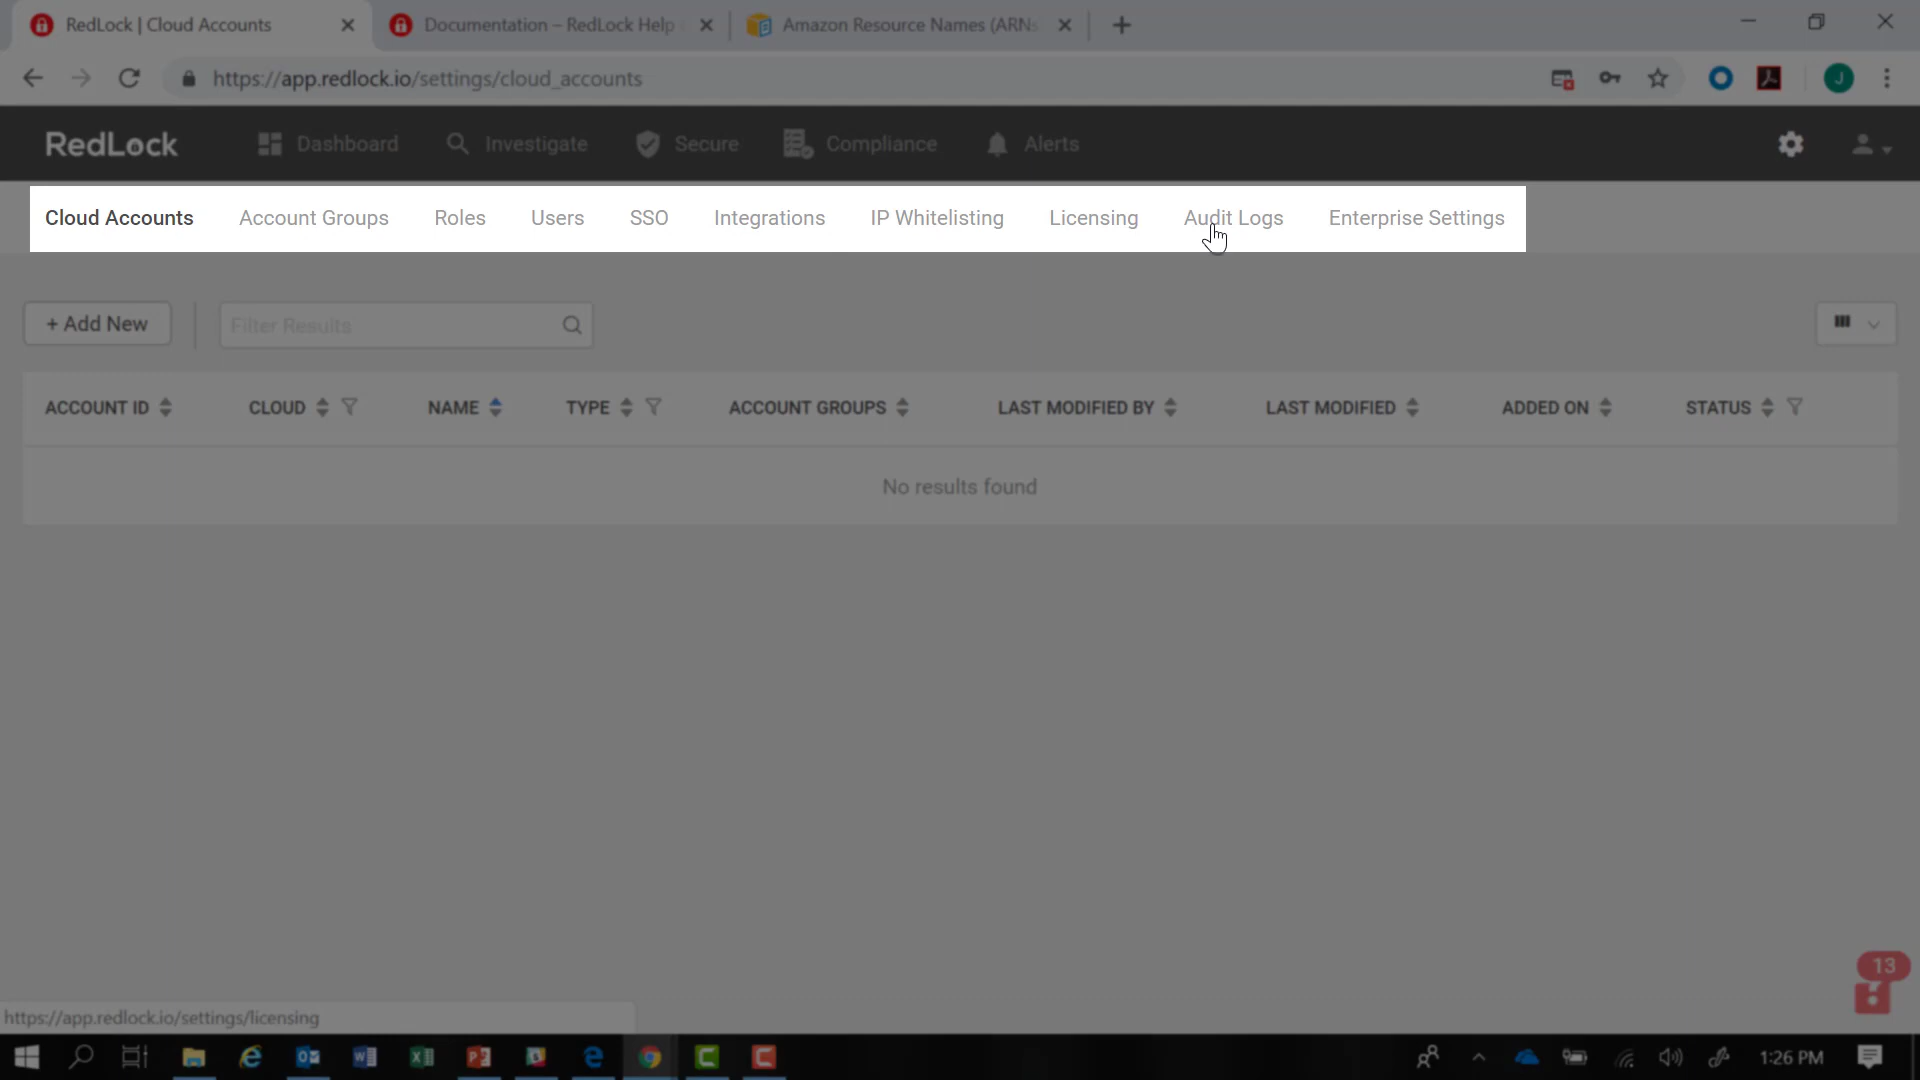 RedLock | Cloud Accounts
Documentation – RedLock Help
Amazon Resource Names (ARNs
https://app.redlock.io/settings/cloud_accounts
J
RedLock
Dashboard
Investigate
Secure
Compliance
Alerts
Cloud Accounts
Account Groups
Roles
Users
SSO
Integrations
IP Whitelisting
Licensing
Audit Logs
Enterprise Settings
+ Add New
Filter Results
ACCOUNT ID
CLOUD
NAME
TYPE
ACCOUNT GROUPS
LAST MODIFIED BY
LAST MODIFIED
ADDED ON
STATUS
No results found
13
https://app.redlock.io/settings/licensing
1:26 PM